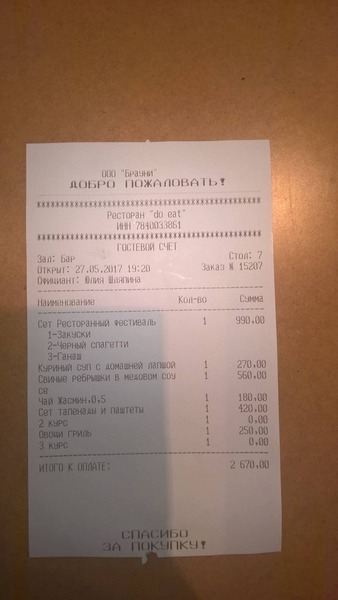 ООО "Брауни"
ДОБРО ПОЖАЛОВАТЬ!
Ресторан "do eat"
ИНН 7840033861
ГОСТЕВОЙ СЧЕТ
Зал: Бар Стол: 7
Открыт: 27.05.2017 19:20 Заказ № 15207
Официант: Юлия Шляпина
Наименование Кол-во Сумма
Сет Ресторанный Фестиваль 1 990.00
1-Закуски
2-Черный спагетти
3-Ганаш
Куриный суп с домашней лапшой 1 270.00
Свиные ребрышки в медовом соу 1 560.00
се
Чай Жасмин.0,5 1 180.00
Сет тапенады и паштеты 1 420.00
2 курс 1 0.00
Овощи гриль 1 250.00
3 курс 1 0.00
ИТОГО К ОПЛАТЕ: 2 670.00
СПАСИБО
ЗА ПОКУПКУ!